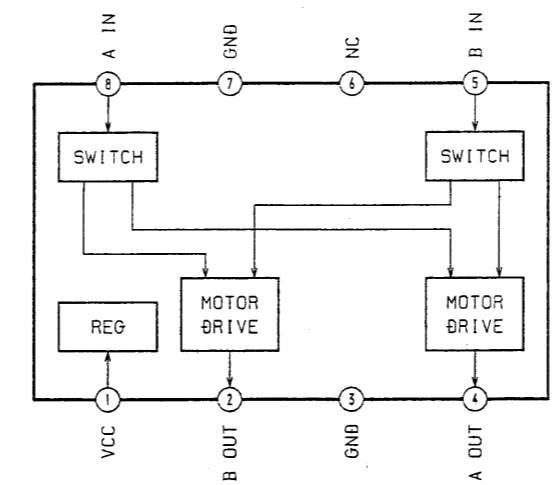 A IN
GND
NC
B IN
8
7
6
5
SWITCH
SWITCH
MOTOR
DRIVE
MOTOR
DRIVE
REG
1
2
3
4
VCC
B OUT
GND
A OUT